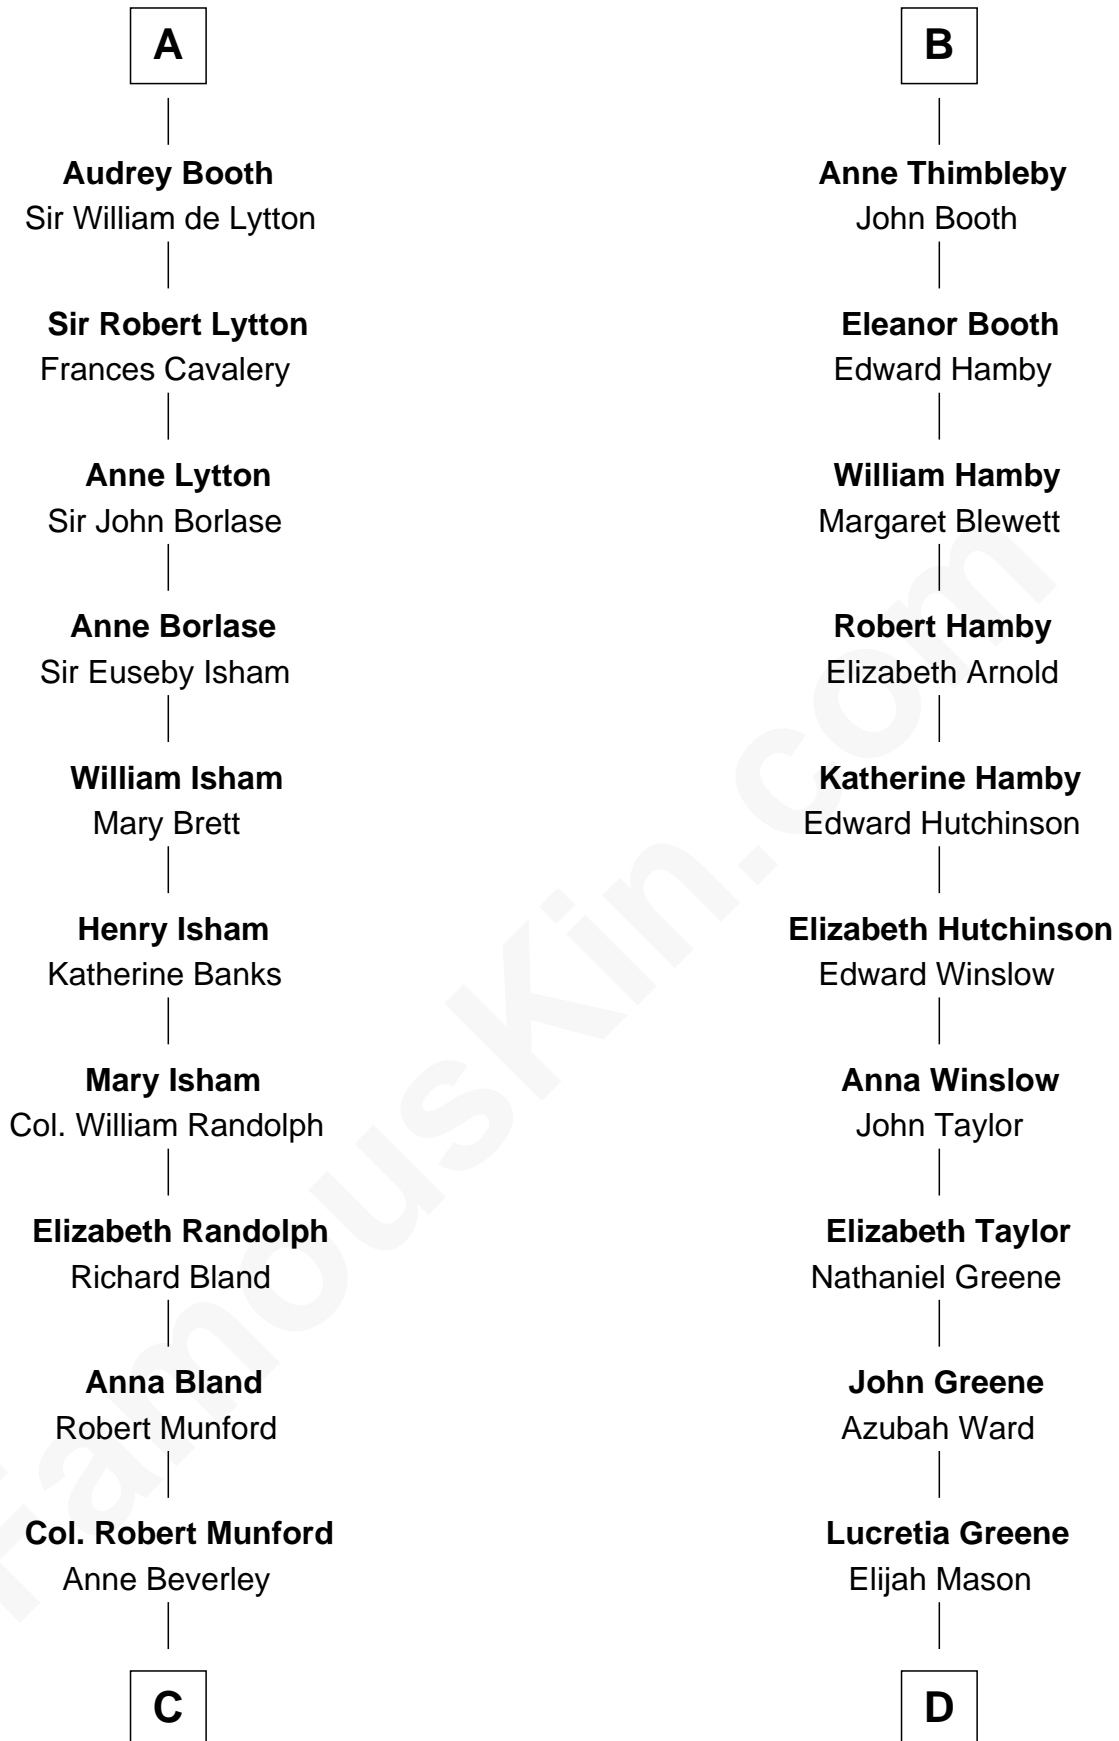 A
Audrey Booth
Sir William de Lytton
Sir Robert Lytton
Frances Cavalery
Anne Lytton
Sir John Borlase
Anne Borlase
Sir Euseby Isham
William Isham
Mary Brett
Henry Isham
Katherine Banks
Mary Isham
Col. William Randolph
Elizabeth Randolph
Richard Bland
Anna Bland
Robert Munford
Col. Robert Munford
Anne Beverley
C
B
Anne Thimbleby
John Booth
Eleanor Booth
Edward Hamby
William Hamby
Margaret Blewett
Robert Hamby
Elizabeth Arnold
Katherine Hamby
Edward Hutchinson
Elizabeth Hutchinson
Edward Winslow
Anna Winslow
John Taylor
Elizabeth Taylor
Nathaniel Greene
John Greene
Azubah Ward
Lucretia Greene
Elijah Mason
D
FamousKin.com